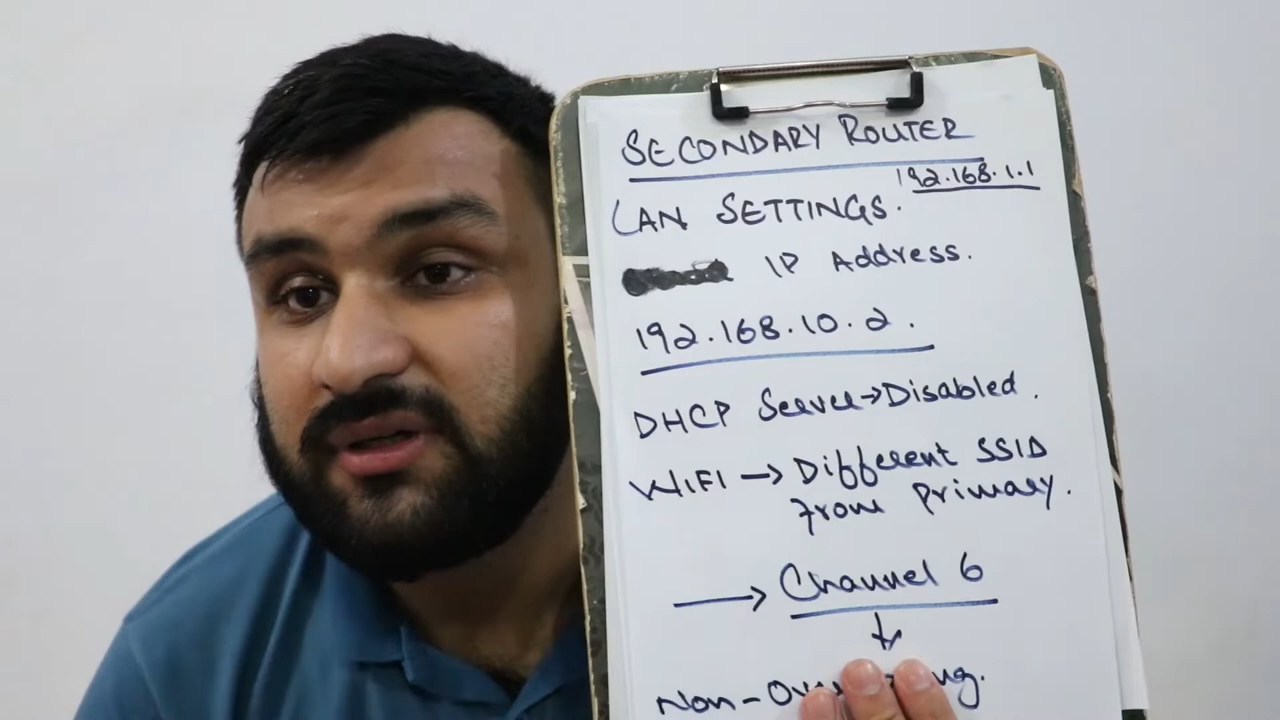 SECONDARY ROUTER
192.168.1.1
LAN SETTINGS.
IP Address.
192.168.10.2.
DHCP Server→Disabled.
WIFI → Different SSID
from primary.
→ Channel 6
↓
Non-